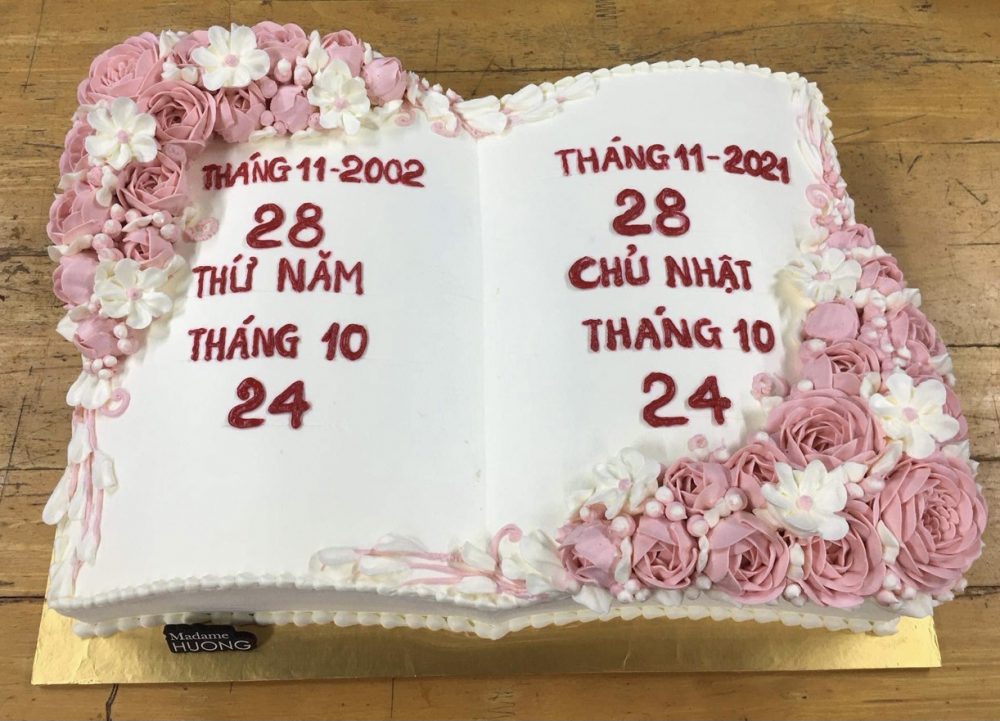 THÁNG 11-2002
28
THỨ NĂM
THÁNG 10
24
THÁNG 11-2021
28
CHỦ NHẬT
THÁNG 10
24
Madame
HUONG